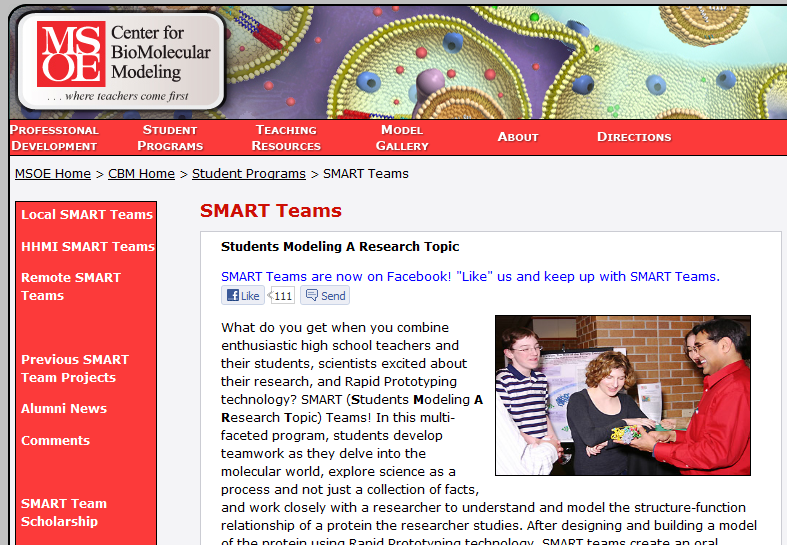 MS
OE
Center for
BioMolecular
Modeling
. . . where teachers come first
PROFESSIONAL
DEVELOPMENT
STUDENT
PROGRAMS
TEACHING
RESOURCES
MODEL
GALLERY
ABOUT
DIRECTIONS
MSOE Home > CBM Home > Student Programs > SMART Teams
Local SMART Teams
HHMI SMART Teams
Remote SMART
Teams
Previous SMART
Team Projects
Alumni News
Comments
SMART Team
Scholarship
SMART Teams
Students Modeling A Research Topic
SMART Teams are now on Facebook! "Like" us and keep up with SMART Teams.
Like 111 Send
What do you get when you combine
enthusiastic high school teachers and
their students, scientists excited about
their research, and Rapid Prototyping
technology? SMART (Students Modeling A
Research Topic) Teams! In this multi-
faceted program, students develop
teamwork as they delve into the
molecular world, explore science as a
process and not just a collection of facts,
and work closely with a researcher to understand and model the structure-function
relationship of a protein the researcher studies. After designing and building a model
of the protein using Rapid Prototyping technology, SMART teams create an oral